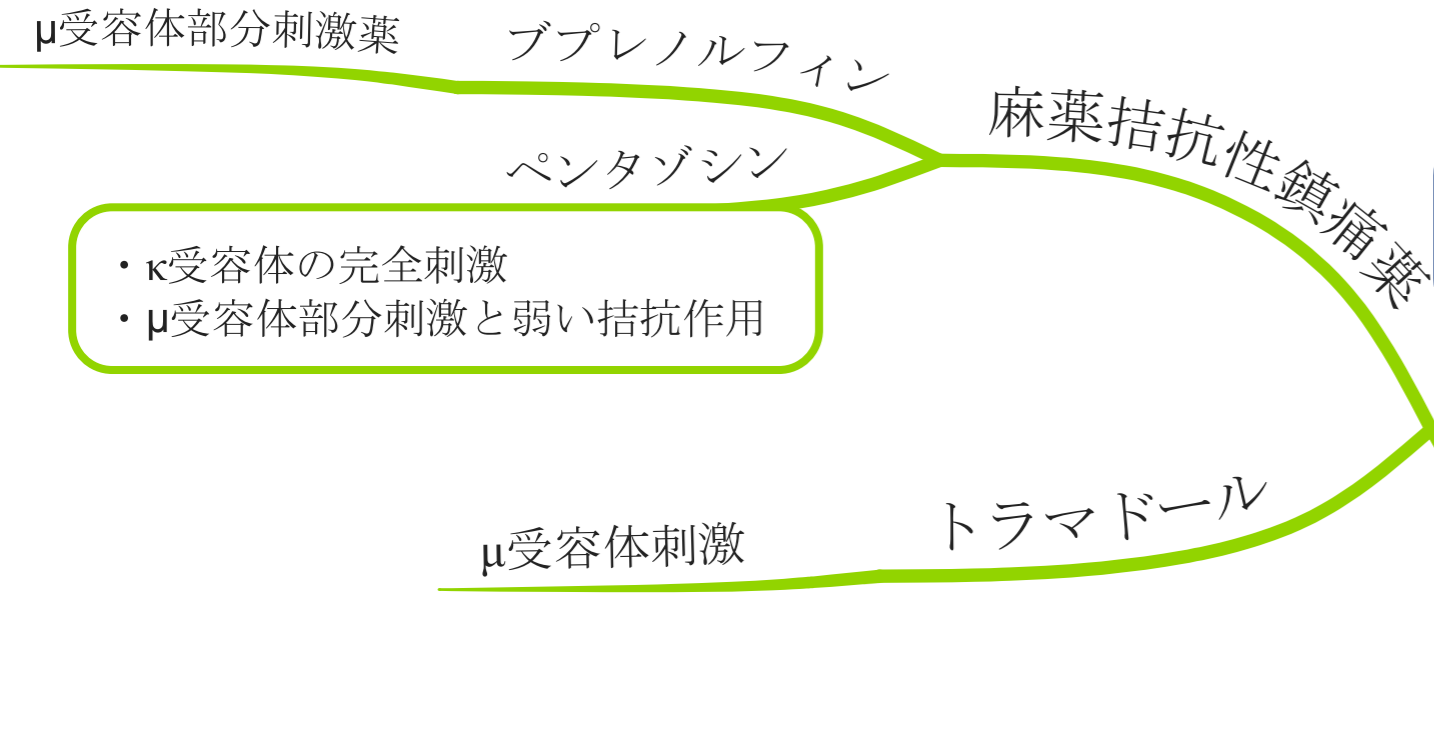 μ受容体部分刺激薬
ブプレノルフィン
麻薬拮抗性鎮痛薬
ペンタゾシン
・κ受容体の完全刺激
・μ受容体部分刺激と弱い拮抗作用
トラマドール
μ受容体刺激